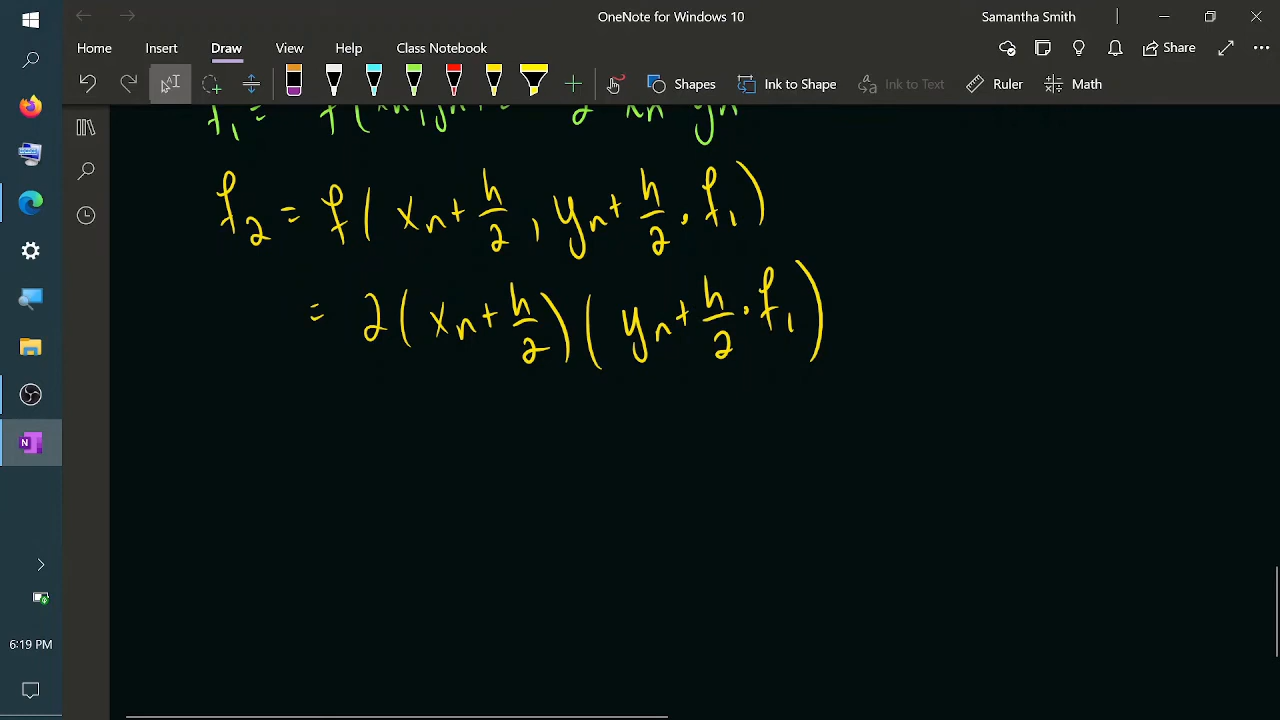 OneNote for Windows 10
Samantha Smith
Home Insert Draw View Help Class Notebook
Share
Shapes Ink to Shape Ink to Text Ruler Math
f₂ = f( xₙ + h/2 , yₙ + h/2 · f₁ )
= 2( xₙ + h/2 )( yₙ + h/2 · f₁ )
N
6:19 PM